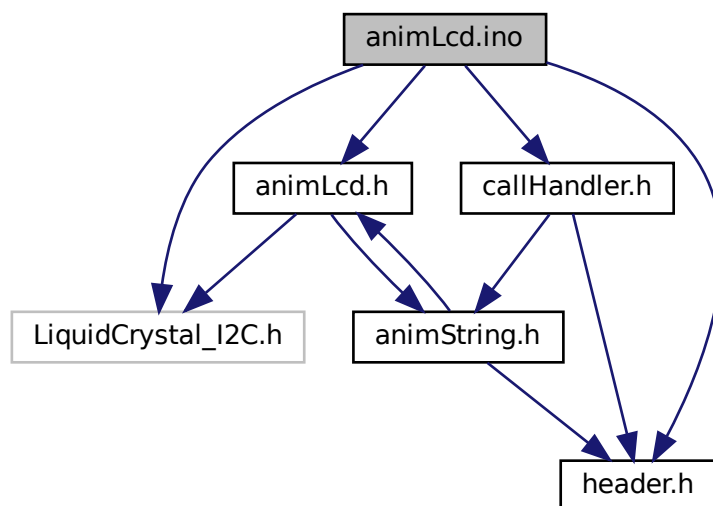 animLcd.ino
animLcd.h
callHandler.h
LiquidCrystal_I2C.h
animString.h
header.h